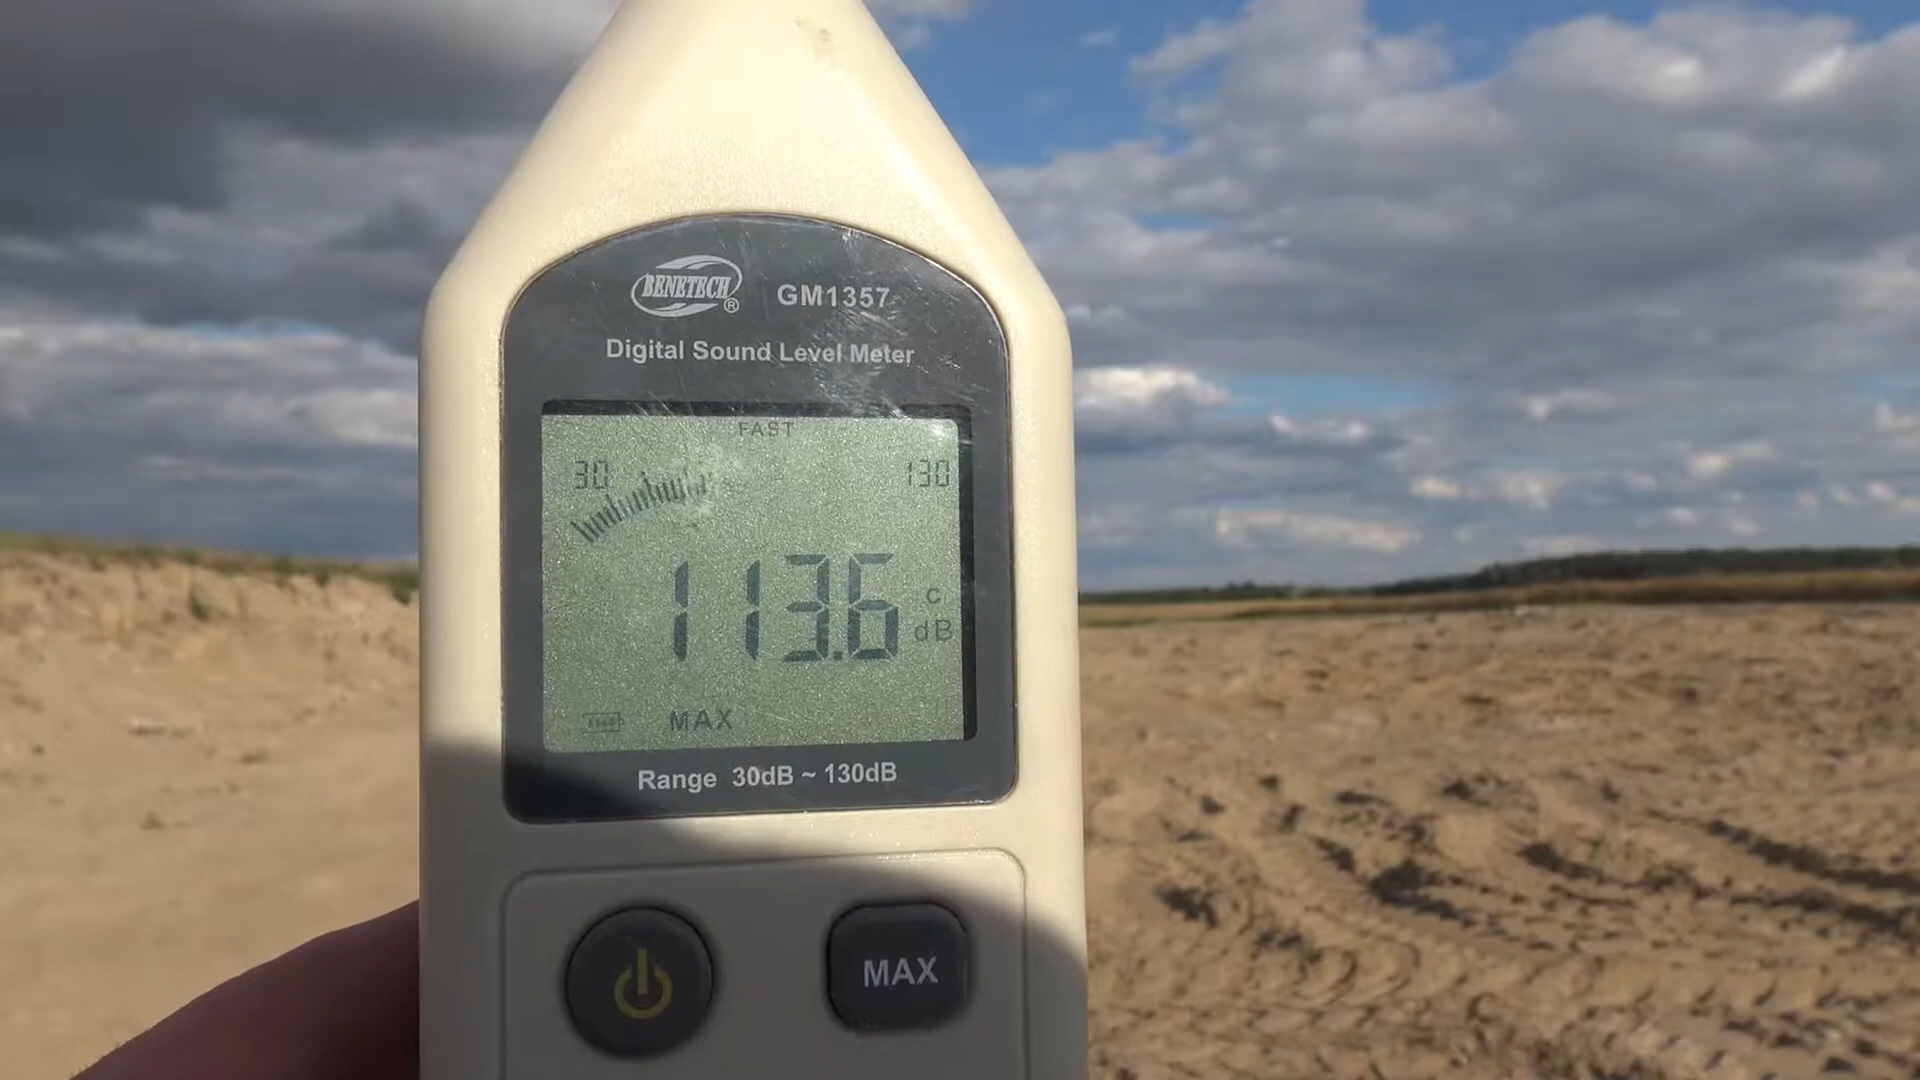 BENETECH® GM1357
Digital Sound Level Meter
FAST
30 130
113.6 C dB
MAX
Range 30dB ~ 130dB
MAX